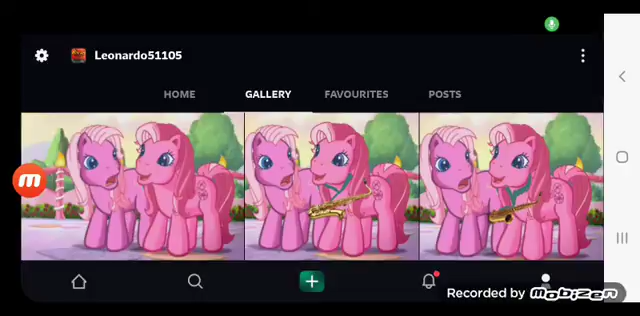 Leonardo51105
HOME GALLERY FAVOURITES POSTS
Recorded by mobizen